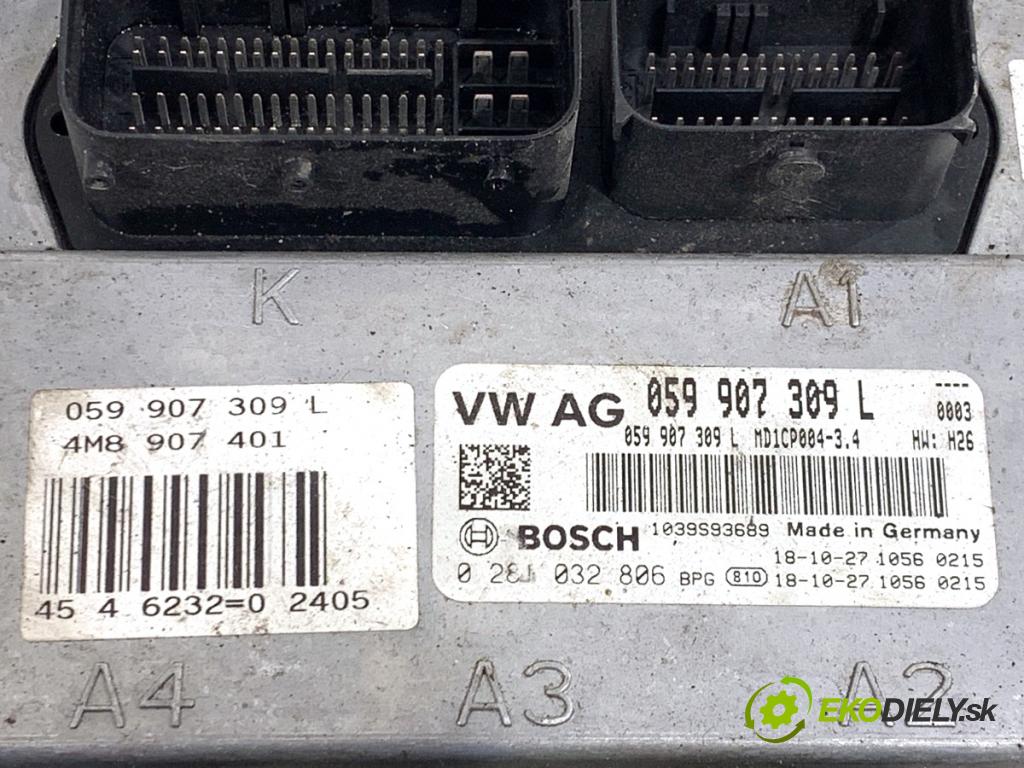 K A1
059 907 309 L
4M8 907 401
45 4 6232=0 2405
VW AG 059 907 309 L 0003
059 907 309 L MD1CP004-3.4 HW: H26
BOSCH 1039S93689 Made in Germany
18-10-27 1056 0215
0 281 032 806 BPG 810 18-10-27 1056 0215
A4 A3 A2
EKODIELY.sk